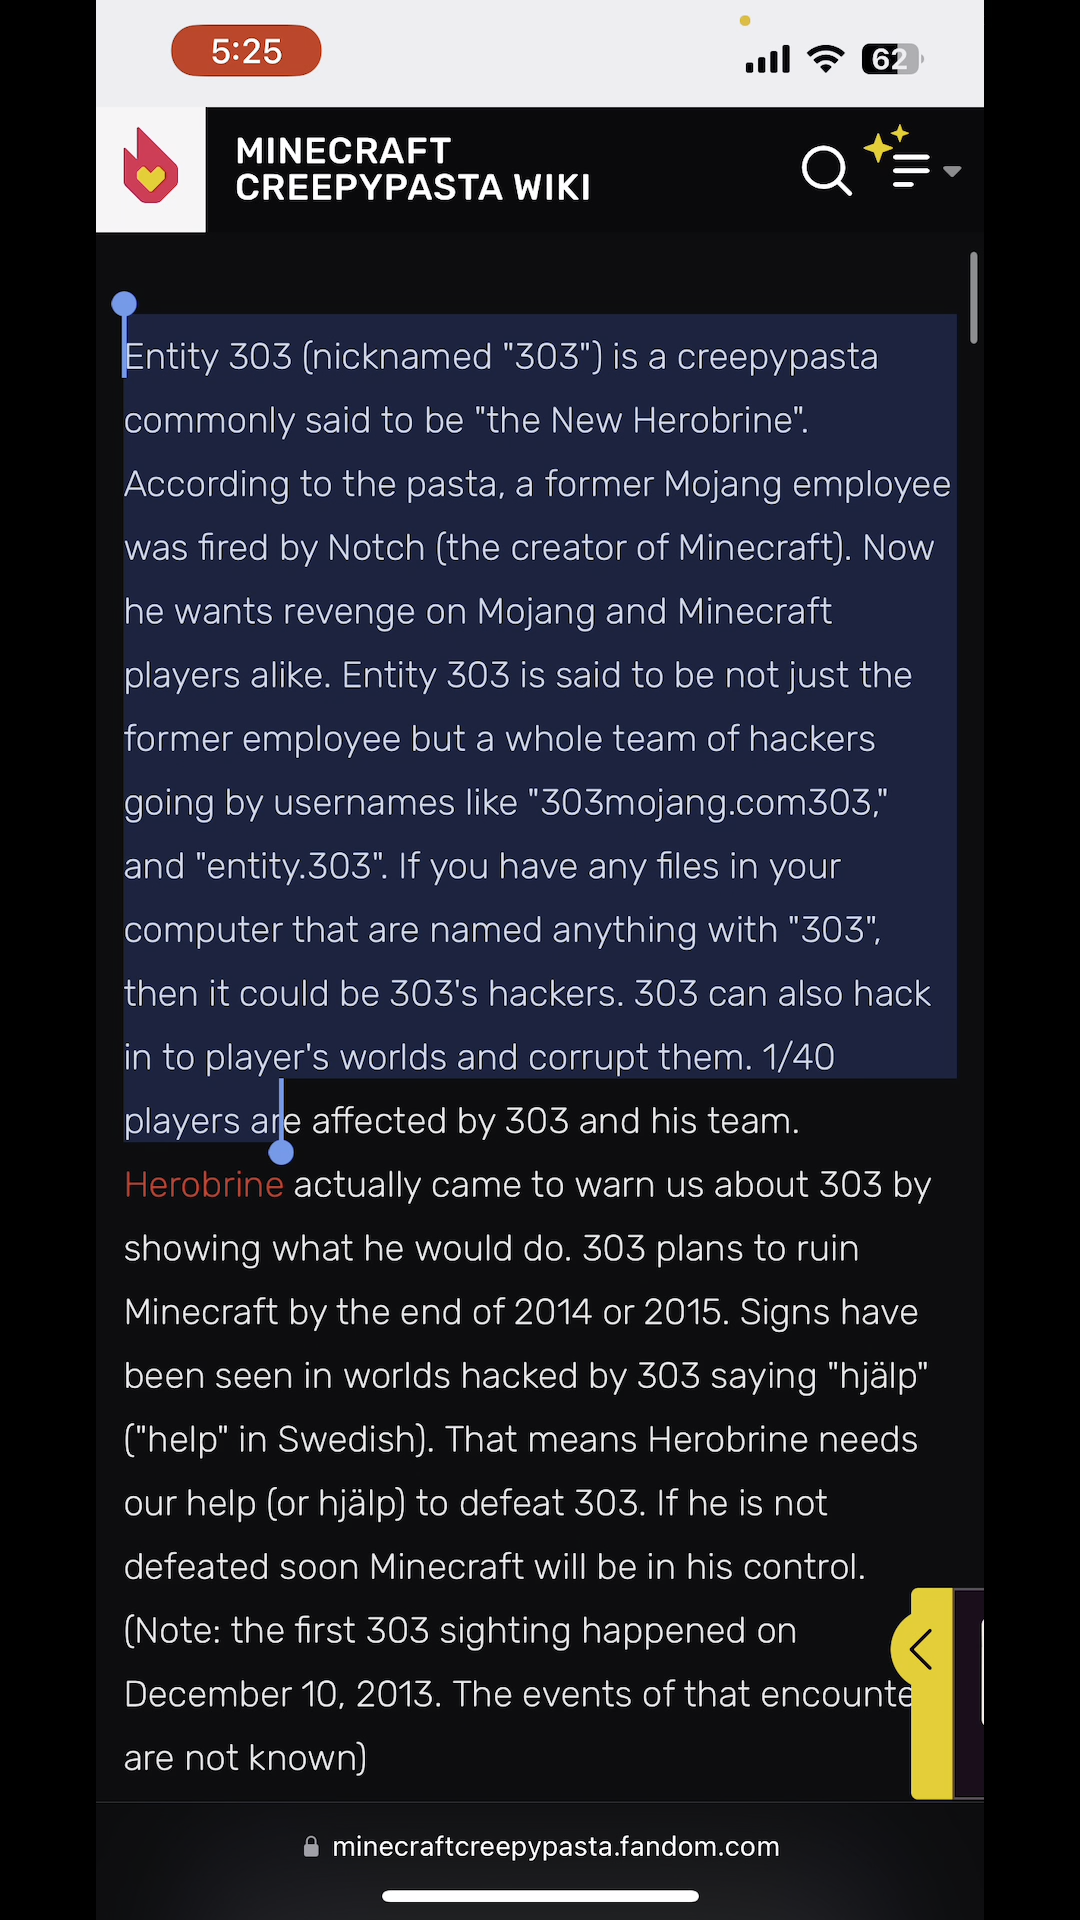 5:25
62
MINECRAFT
CREEPYPASTA WIKI
Entity 303 (nicknamed "303") is a creepypasta
commonly said to be "the New Herobrine".
According to the pasta, a former Mojang employee
was fired by Notch (the creator of Minecraft). Now
he wants revenge on Mojang and Minecraft
players alike. Entity 303 is said to be not just the
former employee but a whole team of hackers
going by usernames like "303mojang.com303,"
and "entity.303". If you have any files in your
computer that are named anything with "303",
then it could be 303's hackers. 303 can also hack
in to player's worlds and corrupt them. 1/40
players are affected by 303 and his team.
Herobrine actually came to warn us about 303 by
showing what he would do. 303 plans to ruin
Minecraft by the end of 2014 or 2015. Signs have
been seen in worlds hacked by 303 saying "hjälp"
("help" in Swedish). That means Herobrine needs
our help (or hjälp) to defeat 303. If he is not
defeated soon Minecraft will be in his control.
(Note: the first 303 sighting happened on
December 10, 2013. The events of that encounte
are not known)
minecraftcreepypasta.fandom.com